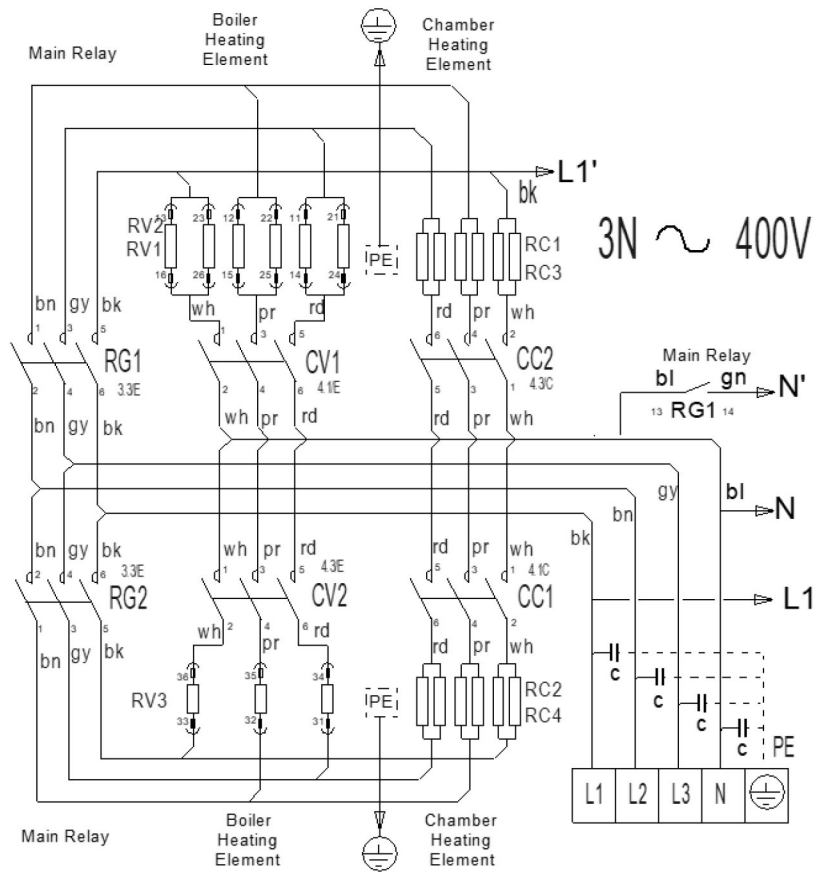 Main Relay
Boiler
Heating
Element
Chamber
Heating
Element
L1'
bk
3N 400V
13 23 12 22 11 21
RV2
RV1
PE
RC1
RC3
16 26 15 25 14 24
wh pr rd
rd pr wh
bn gy bk
1 3 5
1 3 5
6 4 2
RG1
3.3E
CV1
4.1/E
CC2
4.3/C
2 4 6
2 4 6
5 3 1
Main Relay
bl gn
13 RG1 14
N'
bn gy bk
wh pr rd
rd pr wh
gy
bn
bk
bl
N
bn gy bk
wh pr rd
rd pr wh
2 4 6
3.3E
1 3 5
4.3E
5 3 1
4.1C
RG2
CV2
CC1
L1
1 3 5
2 4 6
6 4 2
bn gy bk
wh pr rd
rd pr wh
36 35 34
RV3
33 32 31
PE
RC2
RC4
c
c
c
c
PE
L1 L2 L3 N
Main Relay
Boiler
Heating
Element
Chamber
Heating
Element